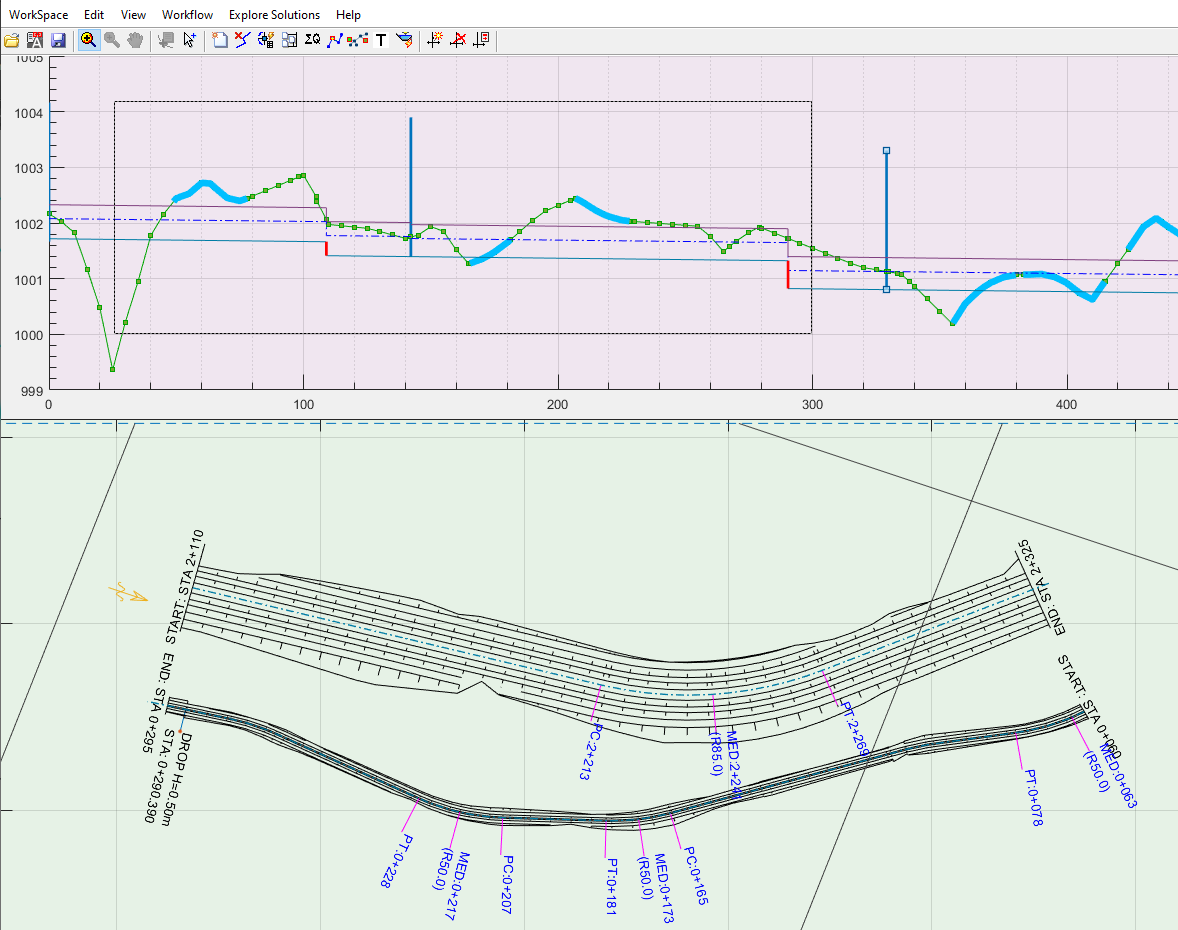 WorkSpace Edit View Workflow Explore Solutions Help
A ΣQ T
1005
1004
1003
1002
1001
1000
999
0 100 200 300 400
START: STA 2+110
END: STA 2+325
END: STA 0+295
START: STA 0+060
DROP H=0.50m
STA 0+290.390
PC:2+213
MED:2+24
(R85.0)
PT:2+269
MED:0+063
(R50.0)
PT:0+078
PT:0+228
MED:0+217
(R50.0)
PC:0+207
PT:0+181
MED:0+173
(R50.0)
PC:0+165